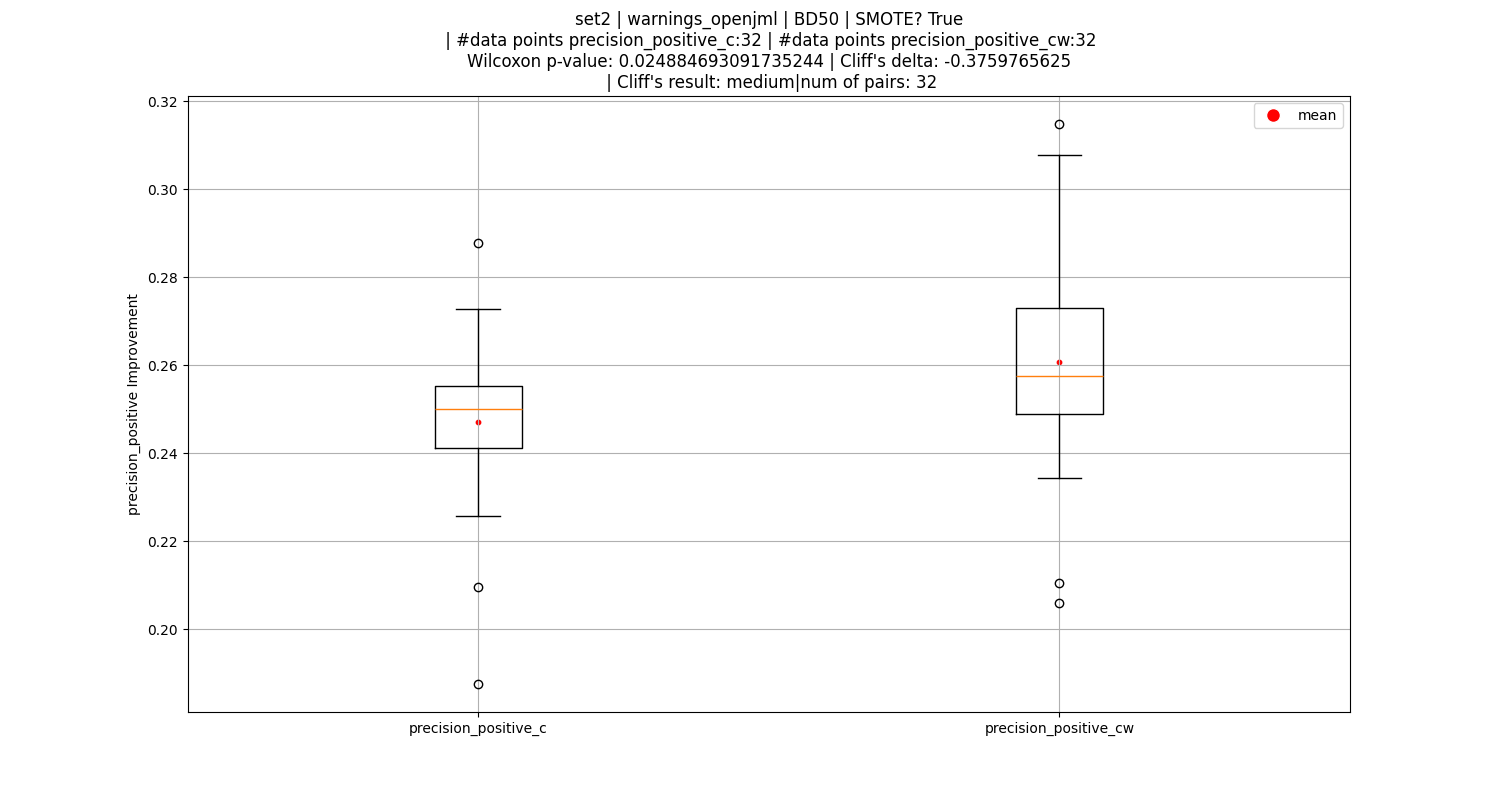 set2 | warnings_openjml | BD50 | SMOTE? True
| #data points precision_positive_c:32 | #data points precision_positive_cw:32
Wilcoxon p-value: 0.024884693091735244 | Cliff's delta: -0.3759765625
| Cliff's result: medium|num of pairs: 32
mean
precision_positive Improvement
0.32
0.30
0.28
0.26
0.24
0.22
0.20
precision_positive_c
precision_positive_cw